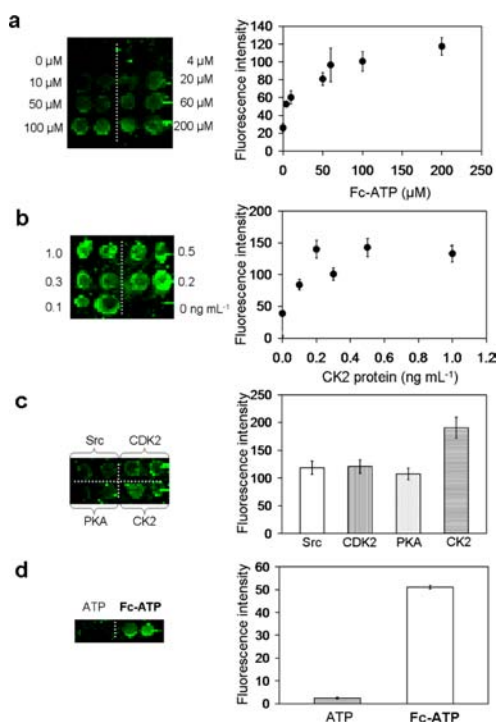 a
0 μM
4 μM
10 μM
20 μM
50 μM
60 μM
100 μM
200 μM
Fluorescence intensity
140
120
100
80
60
40
20
0
0 50 100 150 200 250
Fc-ATP (μM)
b
1.0
0.5
0.3
0.2
0.1
0 ng mL⁻¹
Fluorescence intensity
200
150
100
50
0
0.0 0.2 0.4 0.6 0.8 1.0 1.2
CK2 protein (ng mL⁻¹)
c
Src CDK2
PKA CK2
Fluorescence intensity
250
200
150
100
50
0
Src CDK2 PKA CK2
d
ATP Fc-ATP
Fluorescence intensity
60
50
40
30
20
10
0
ATP Fc-ATP